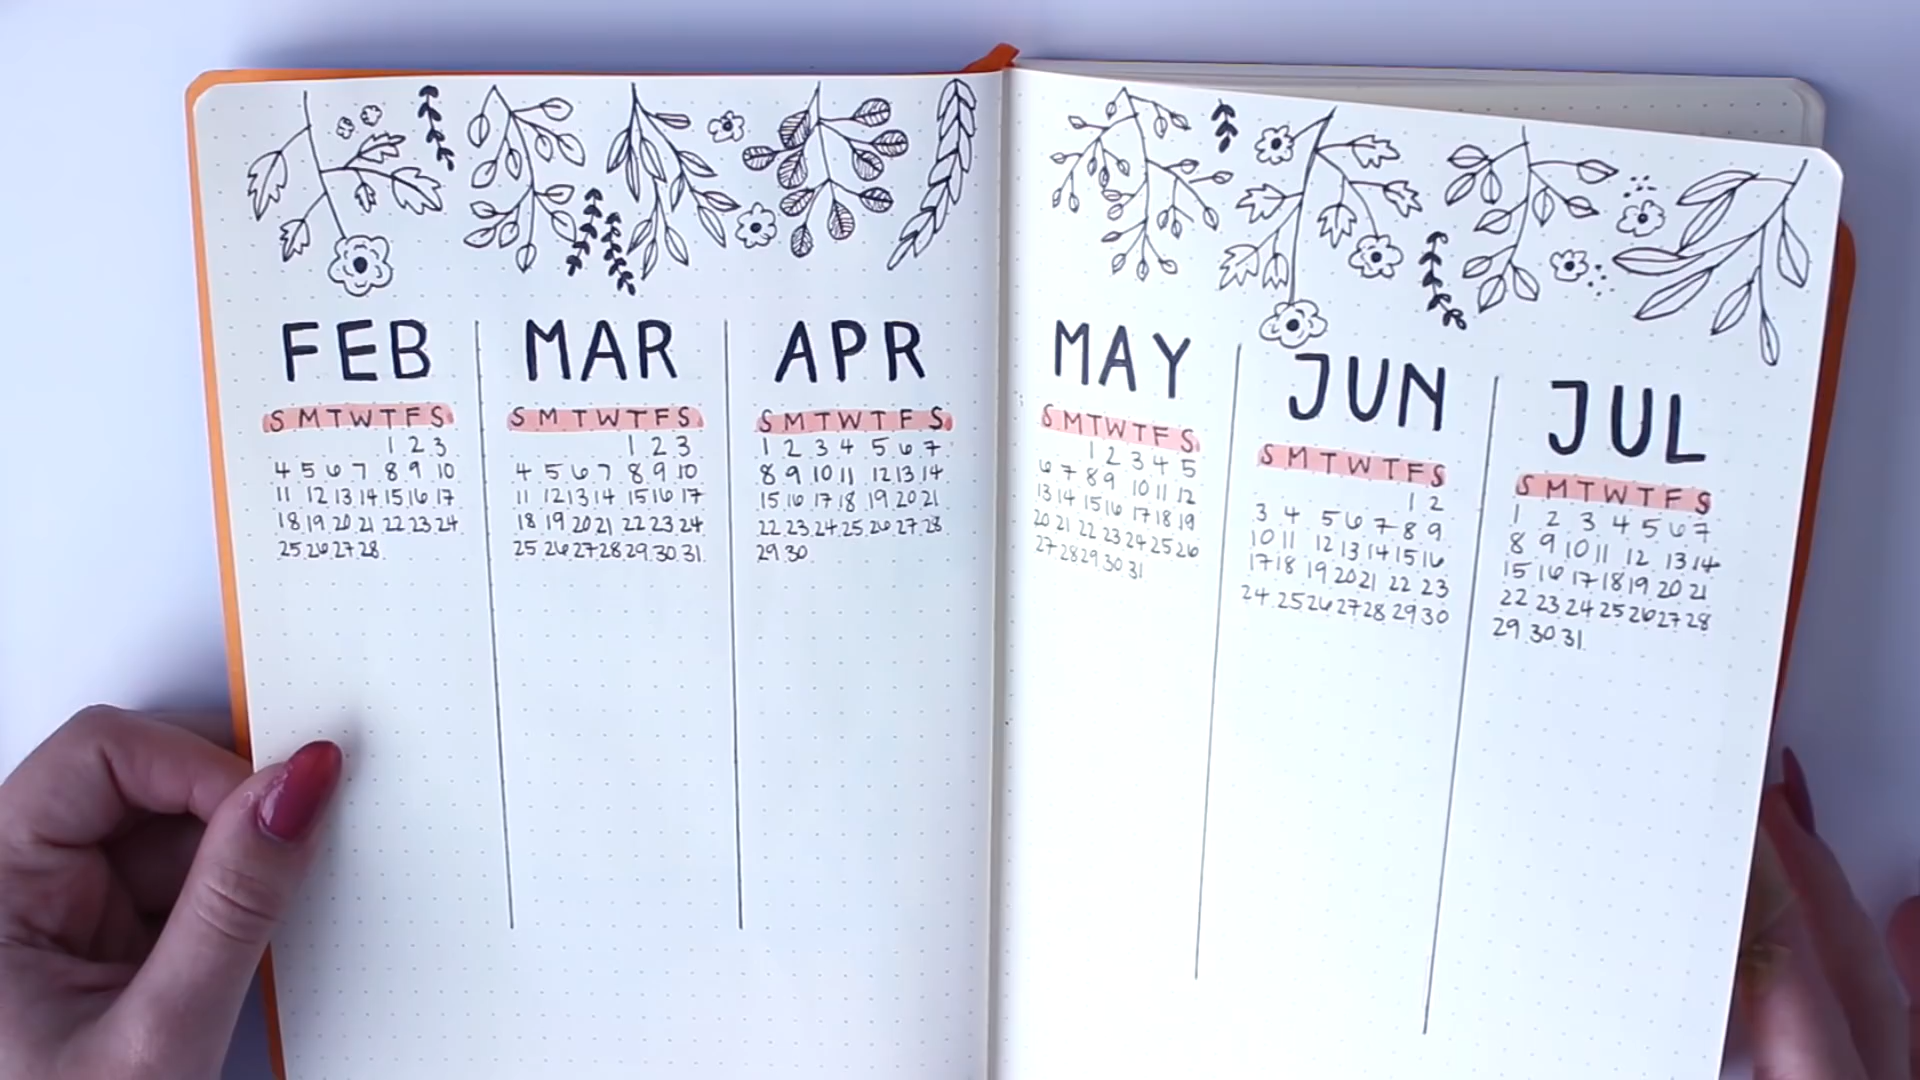 FEB
S M T W T F S
1 2 3
4 5 6 7 8 9 10
11 12 13 14 15 16 17
18 19 20 21 22 23 24
25 26 27 28
MAR
S M T W T F S
1 2 3
4 5 6 7 8 9 10
11 12 13 14 15 16 17
18 19 20 21 22 23 24
25 26 27 28 29 30 31
APR
S M T W T F S
1 2 3 4 5 6 7
8 9 10 11 12 13 14
15 16 17 18 19 20 21
22 23 24 25 26 27 28
29 30
MAY
S M T W T F S
1 2 3 4 5
6 7 8 9 10 11 12
13 14 15 16 17 18 19
20 21 22 23 24 25 26
27 28 29 30 31
JUN
S M T W T F S
1 2
3 4 5 6 7 8 9
10 11 12 13 14 15 16
17 18 19 20 21 22 23
24 25 26 27 28 29 30
JUL
S M T W T F S
1 2 3 4 5 6 7
8 9 10 11 12 13 14
15 16 17 18 19 20 21
22 23 24 25 26 27 28
29 30 31